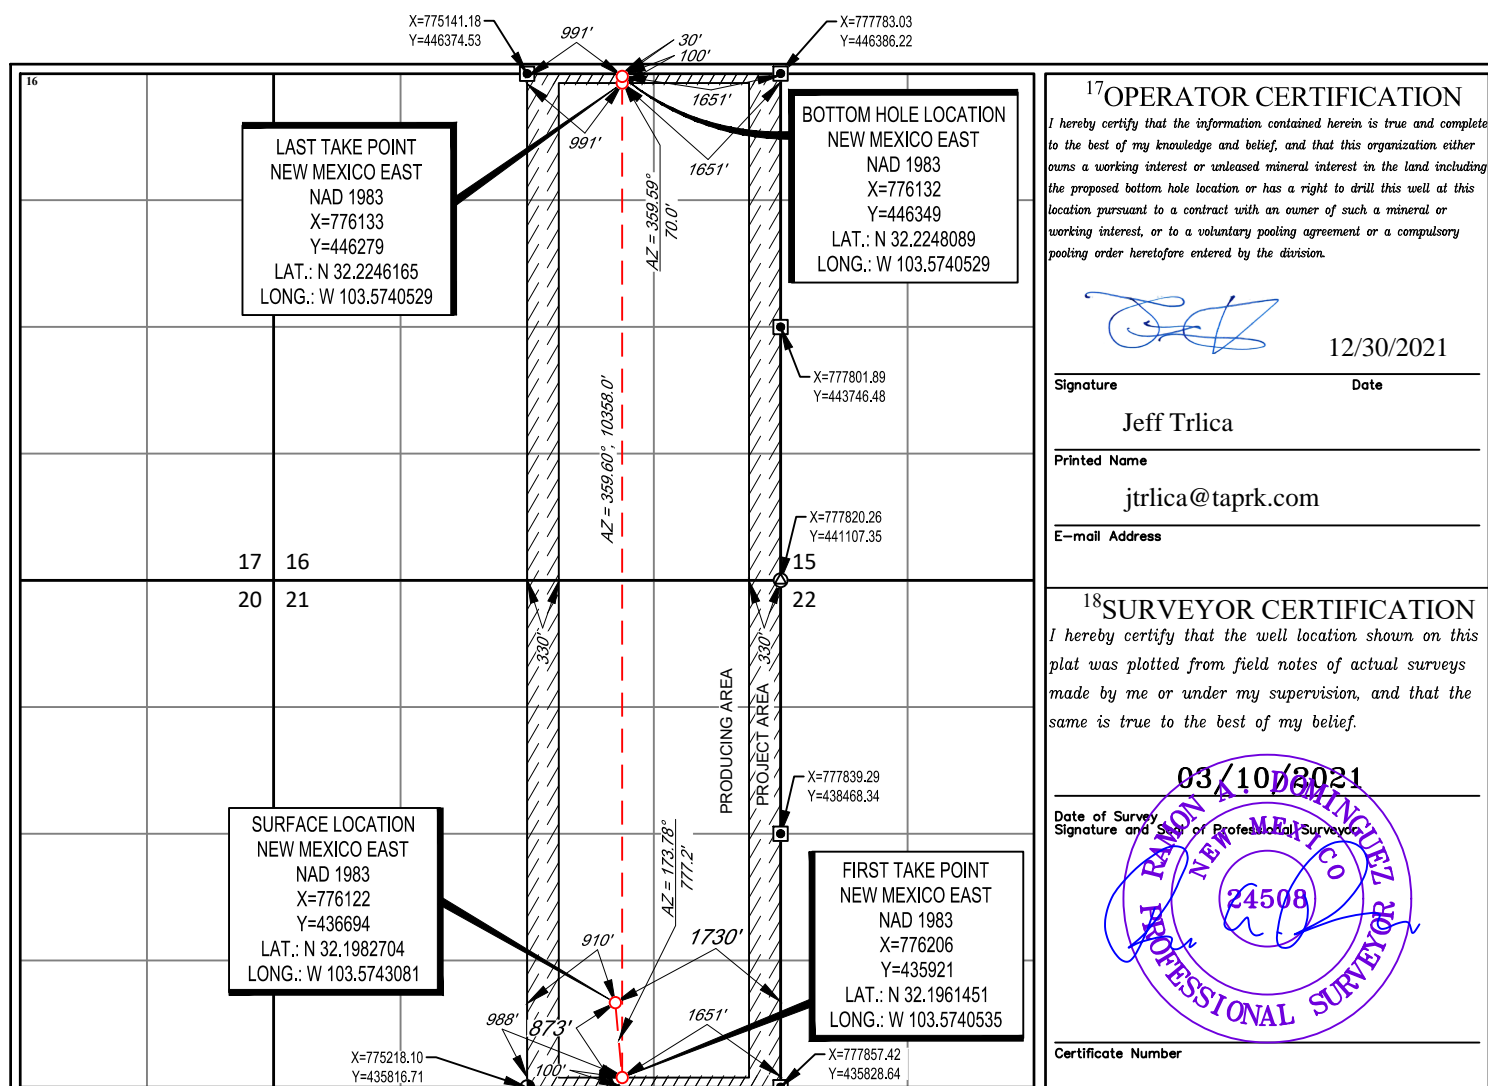 X=775141.18
Y=446374.53
991'
30'
100'
X=777783.03
Y=446386.22
16
1651'
991'
1651'
LAST TAKE POINT
NEW MEXICO EAST
NAD 1983
X=776133
Y=446279
LAT.: N 32.2246165
LONG.: W 103.5740529
BOTTOM HOLE LOCATION
NEW MEXICO EAST
NAD 1983
X=776132
Y=446349
LAT.: N 32.2248089
LONG.: W 103.5740529
AZ = 359.59°
70.0'
X=777801.89
Y=443746.48
AZ = 359.60°, 10358.0'
X=777820.26
Y=441107.35
17 16
15
20 21
22
330'
330'
PRODUCING AREA
PROJECT AREA
X=777839.29
Y=438468.34
AZ = 173.78°
777.2'
SURFACE LOCATION
NEW MEXICO EAST
NAD 1983
X=776122
Y=436694
LAT.: N 32.1982704
LONG.: W 103.5743081
FIRST TAKE POINT
NEW MEXICO EAST
NAD 1983
X=776206
Y=435921
LAT.: N 32.1961451
LONG.: W 103.5740535
910'
1730'
988'
873'
1651'
100'
X=775218.10
Y=435816.71
X=777857.42
Y=435828.64
17 OPERATOR CERTIFICATION
I hereby certify that the information contained herein is true and complete
to the best of my knowledge and belief, and that this organization either
owns a working interest or unleased mineral interest in the land including
the proposed bottom hole location or has a right to drill this well at this
location pursuant to a contract with an owner of such a mineral or
working interest, or to a voluntary pooling agreement or a compulsory
pooling order heretofore entered by the division.
12/30/2021
Signature Date
Jeff Trlica
Printed Name
jtrlica@taprk.com
E-mail Address
18 SURVEYOR CERTIFICATION
I hereby certify that the well location shown on this
plat was plotted from field notes of actual surveys
made by me or under my supervision, and that the
same is true to the best of my belief.
03/10/2021
Date of Survey
Signature and Seal of Professional Surveyor
RAMON A. DOMINGUEZ
NEW MEXICO
24508
PROFESSIONAL SURVEYOR
Certificate Number